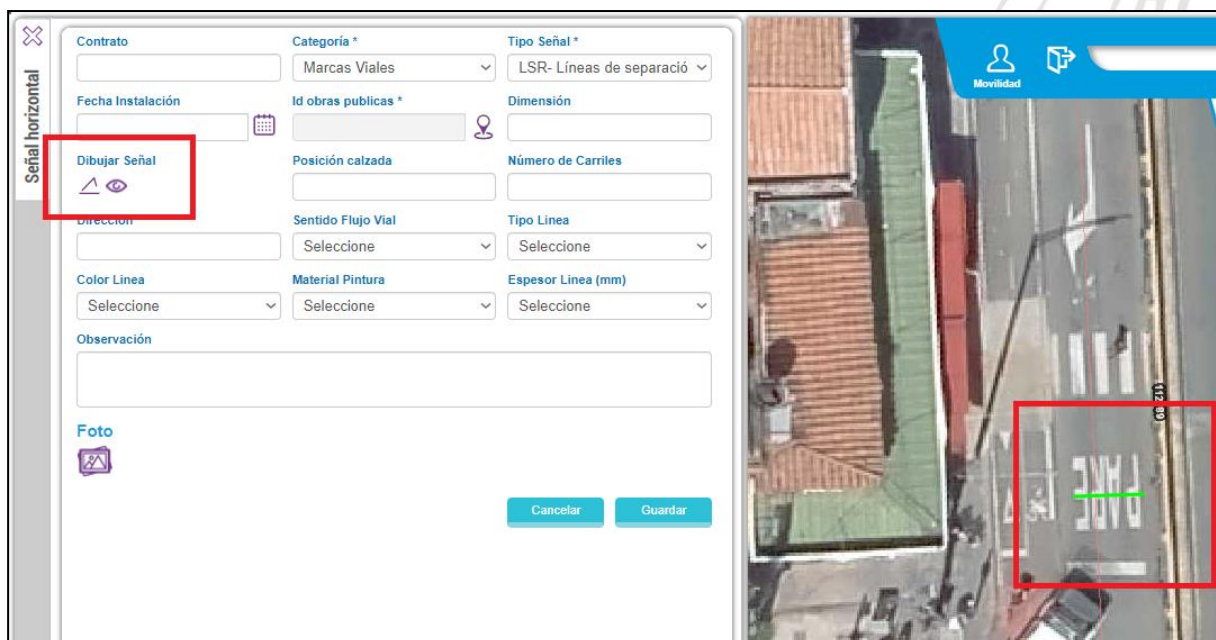 Señal horizontal
Contrato
Categoría *
Tipo Señal *
Marcas Viales
LSR- Líneas de separació
Fecha Instalación
Id obras publicas *
Dimensión
Dibujar Señal
Posición calzada
Número de Carriles
Dirección
Sentido Flujo Vial
Tipo Linea
Seleccione
Seleccione
Color Linea
Material Pintura
Espesor Linea (mm)
Seleccione
Seleccione
Seleccione
Observación
Foto
Cancelar
Guardar
Movilidad
PARE